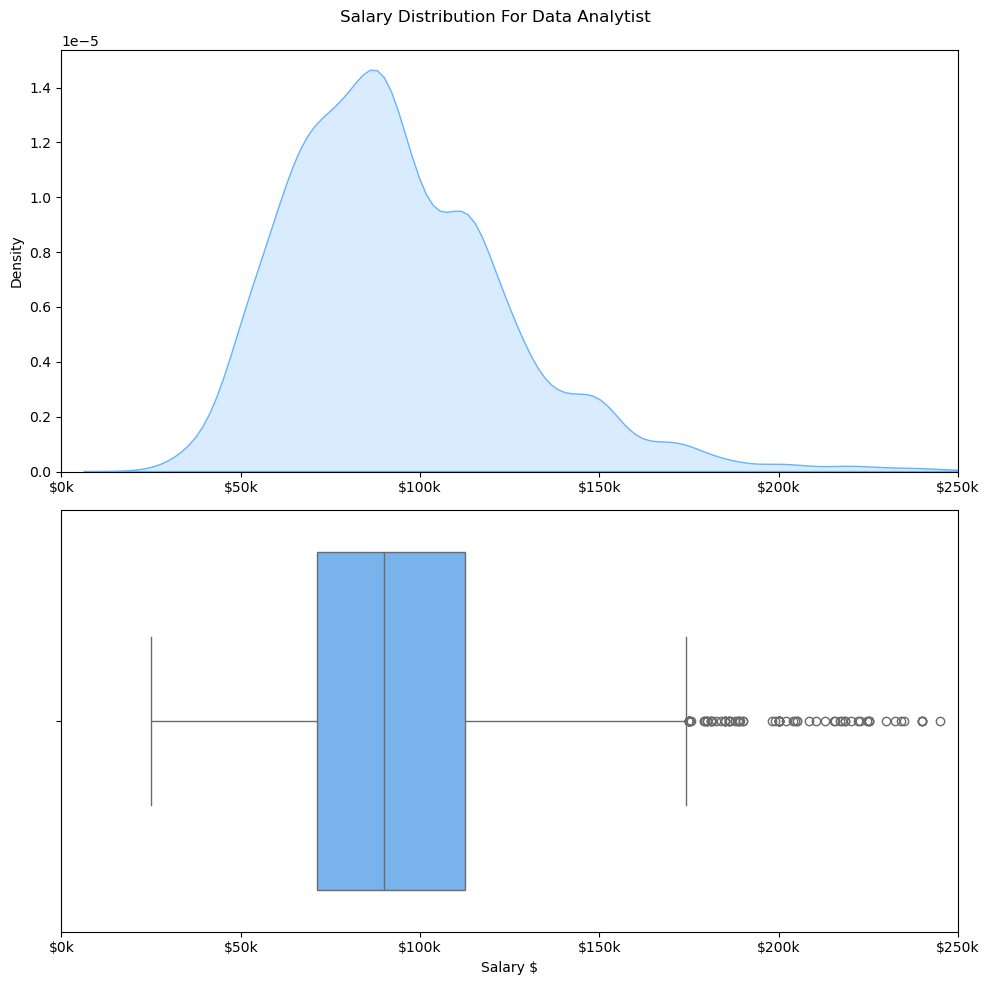 Salary Distribution For Data Analytist
1e−5
1.4
1.2
1.0
0.8
0.6
0.4
0.2
0.0
Density
$0k $50k $100k $150k $200k $250k
$0k $50k $100k $150k $200k $250k
Salary $